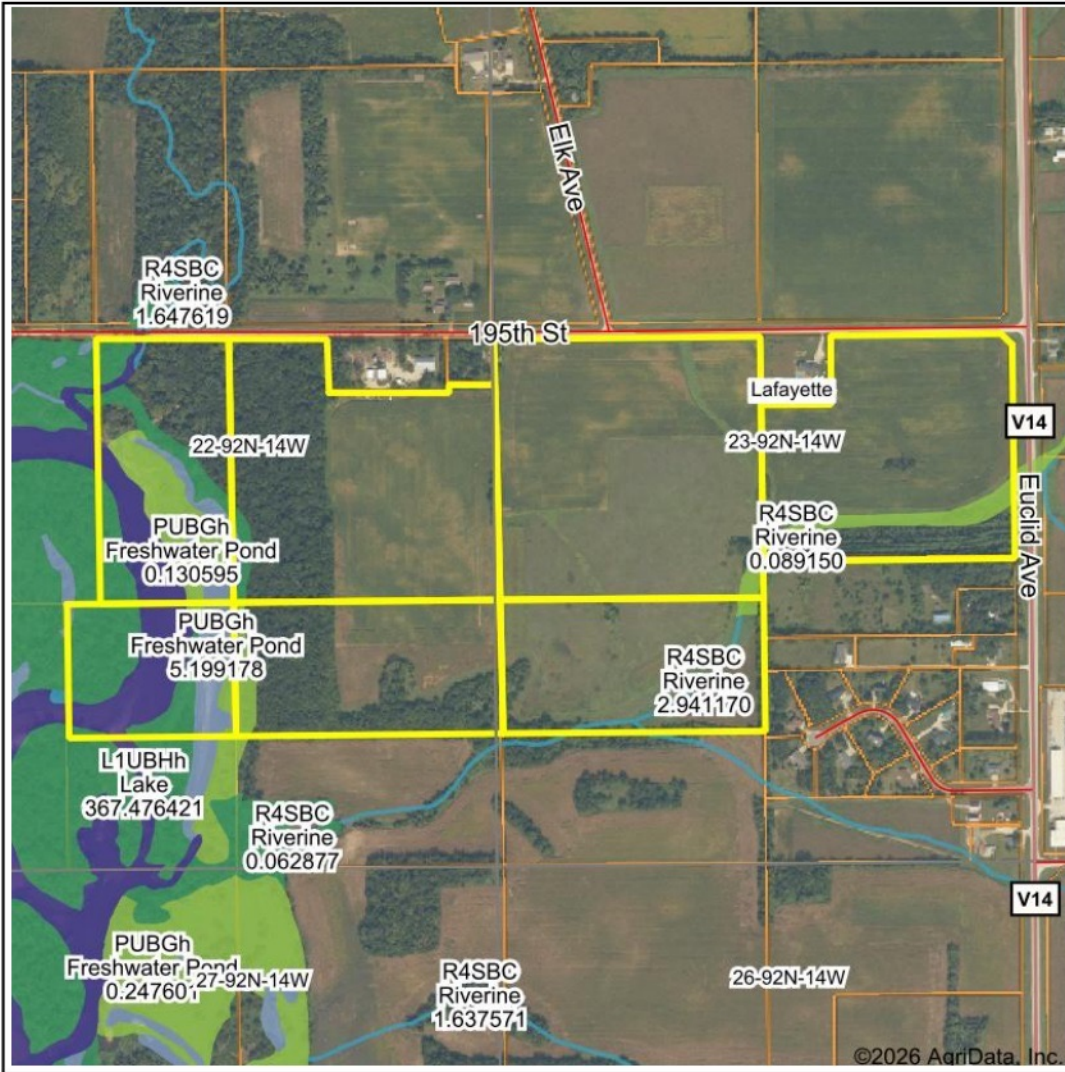 Elk Ave
R4SBC
Riverine
1.647619
195th St
Lafayette
V14
22-92N-14W
23-92N-14W
Euclid Ave
PUBGh
Freshwater Pond
0.130595
R4SBC
Riverine
0.089150
PUBGh
Freshwater Pond
5.199178
R4SBC
Riverine
2.941170
L1UBHh
Lake
367.476421
R4SBC
Riverine
0.062877
V14
PUBGh
Freshwater Pond
0.247601
27-92N-14W
R4SBC
Riverine
1.637571
26-92N-14W
©2026 AgriData, Inc.